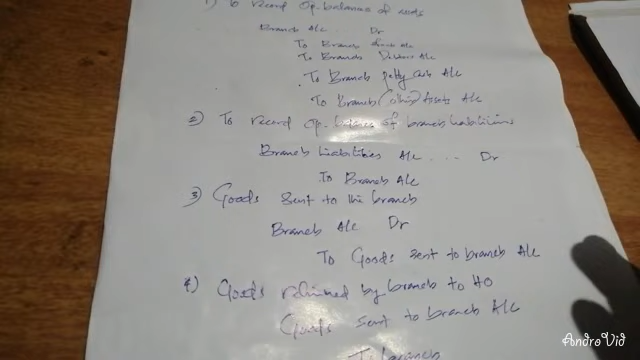 1) To record Op. balance of assets
Branch A/c ... Dr
To Branch stock A/c
To Branch Debtors A/c
To Branch petty cash A/c
To Branch (other) Assets A/c
2) To record Op. balances of branch liabilities
Branch liabilities A/c .... Dr
To Branch A/c
3) Goods sent to the branch
Branch A/c Dr
To Goods sent to branch A/c
4) Goods returned by branch to HO
Goods sent to branch A/c
To branch
AndroVid